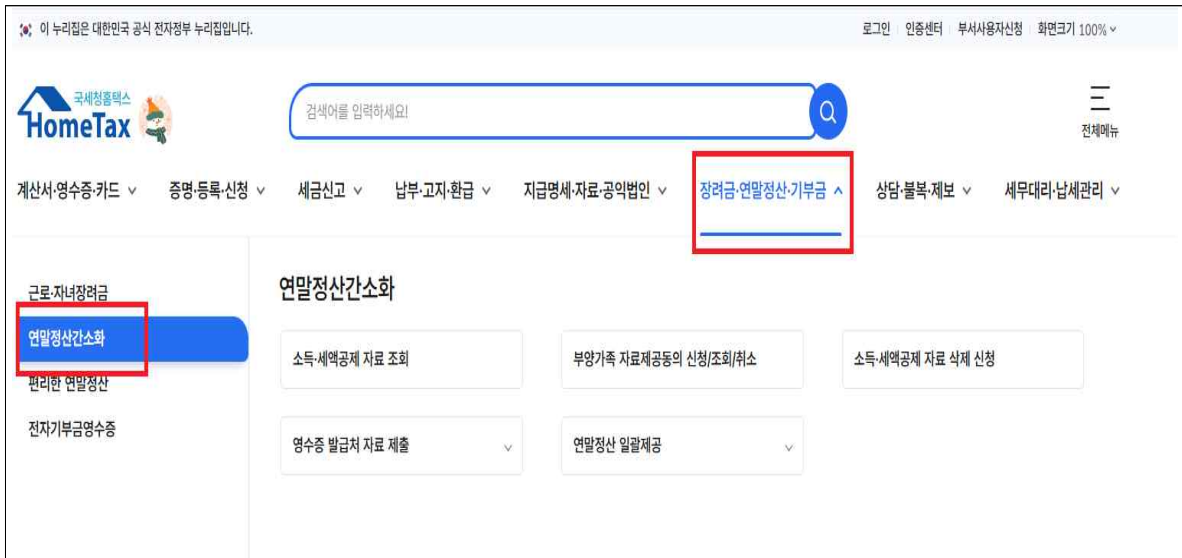 이 누리집은 대한민국 공식 전자정부 누리집입니다.
로그인 인증센터 부서사용자신청 화면크기 100%
국세청홈택스
HomeTax
검색어를 입력하세요!
전체메뉴
계산서·영수증·카드 증명·등록·신청 세금신고 납부·고지·환급 지급명세·자료·공익법인 장려금·연말정산·기부금 상담·불복·제보 세무대리·납세관리
근로·자녀장려금
연말정산간소화
편리한 연말정산
전자기부금영수증
연말정산간소화
소득·세액공제 자료 조회 부양가족 자료제공동의 신청/조회/취소 소득·세액공제 자료 삭제 신청
영수증 발급처 자료 제출 연말정산 일괄제공